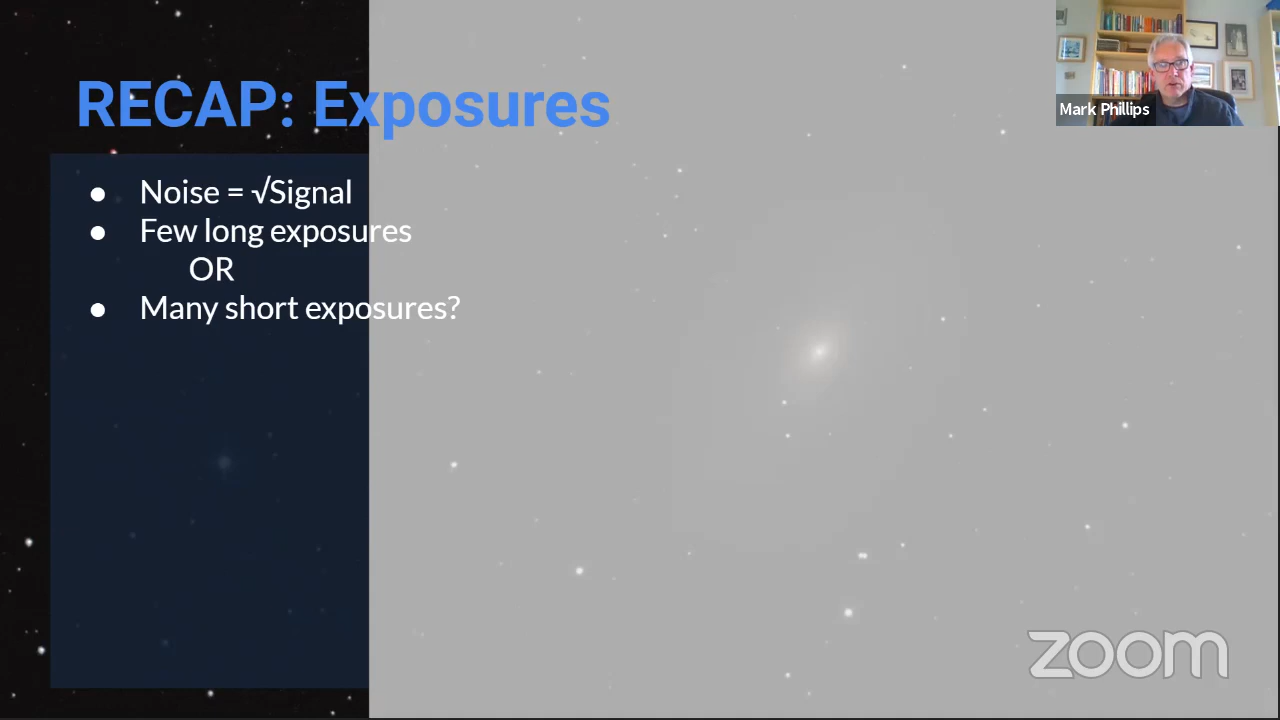 RECAP: Exposures
Mark Phillips
● Noise = √Signal
● Few long exposures
OR
● Many short exposures?
zoom